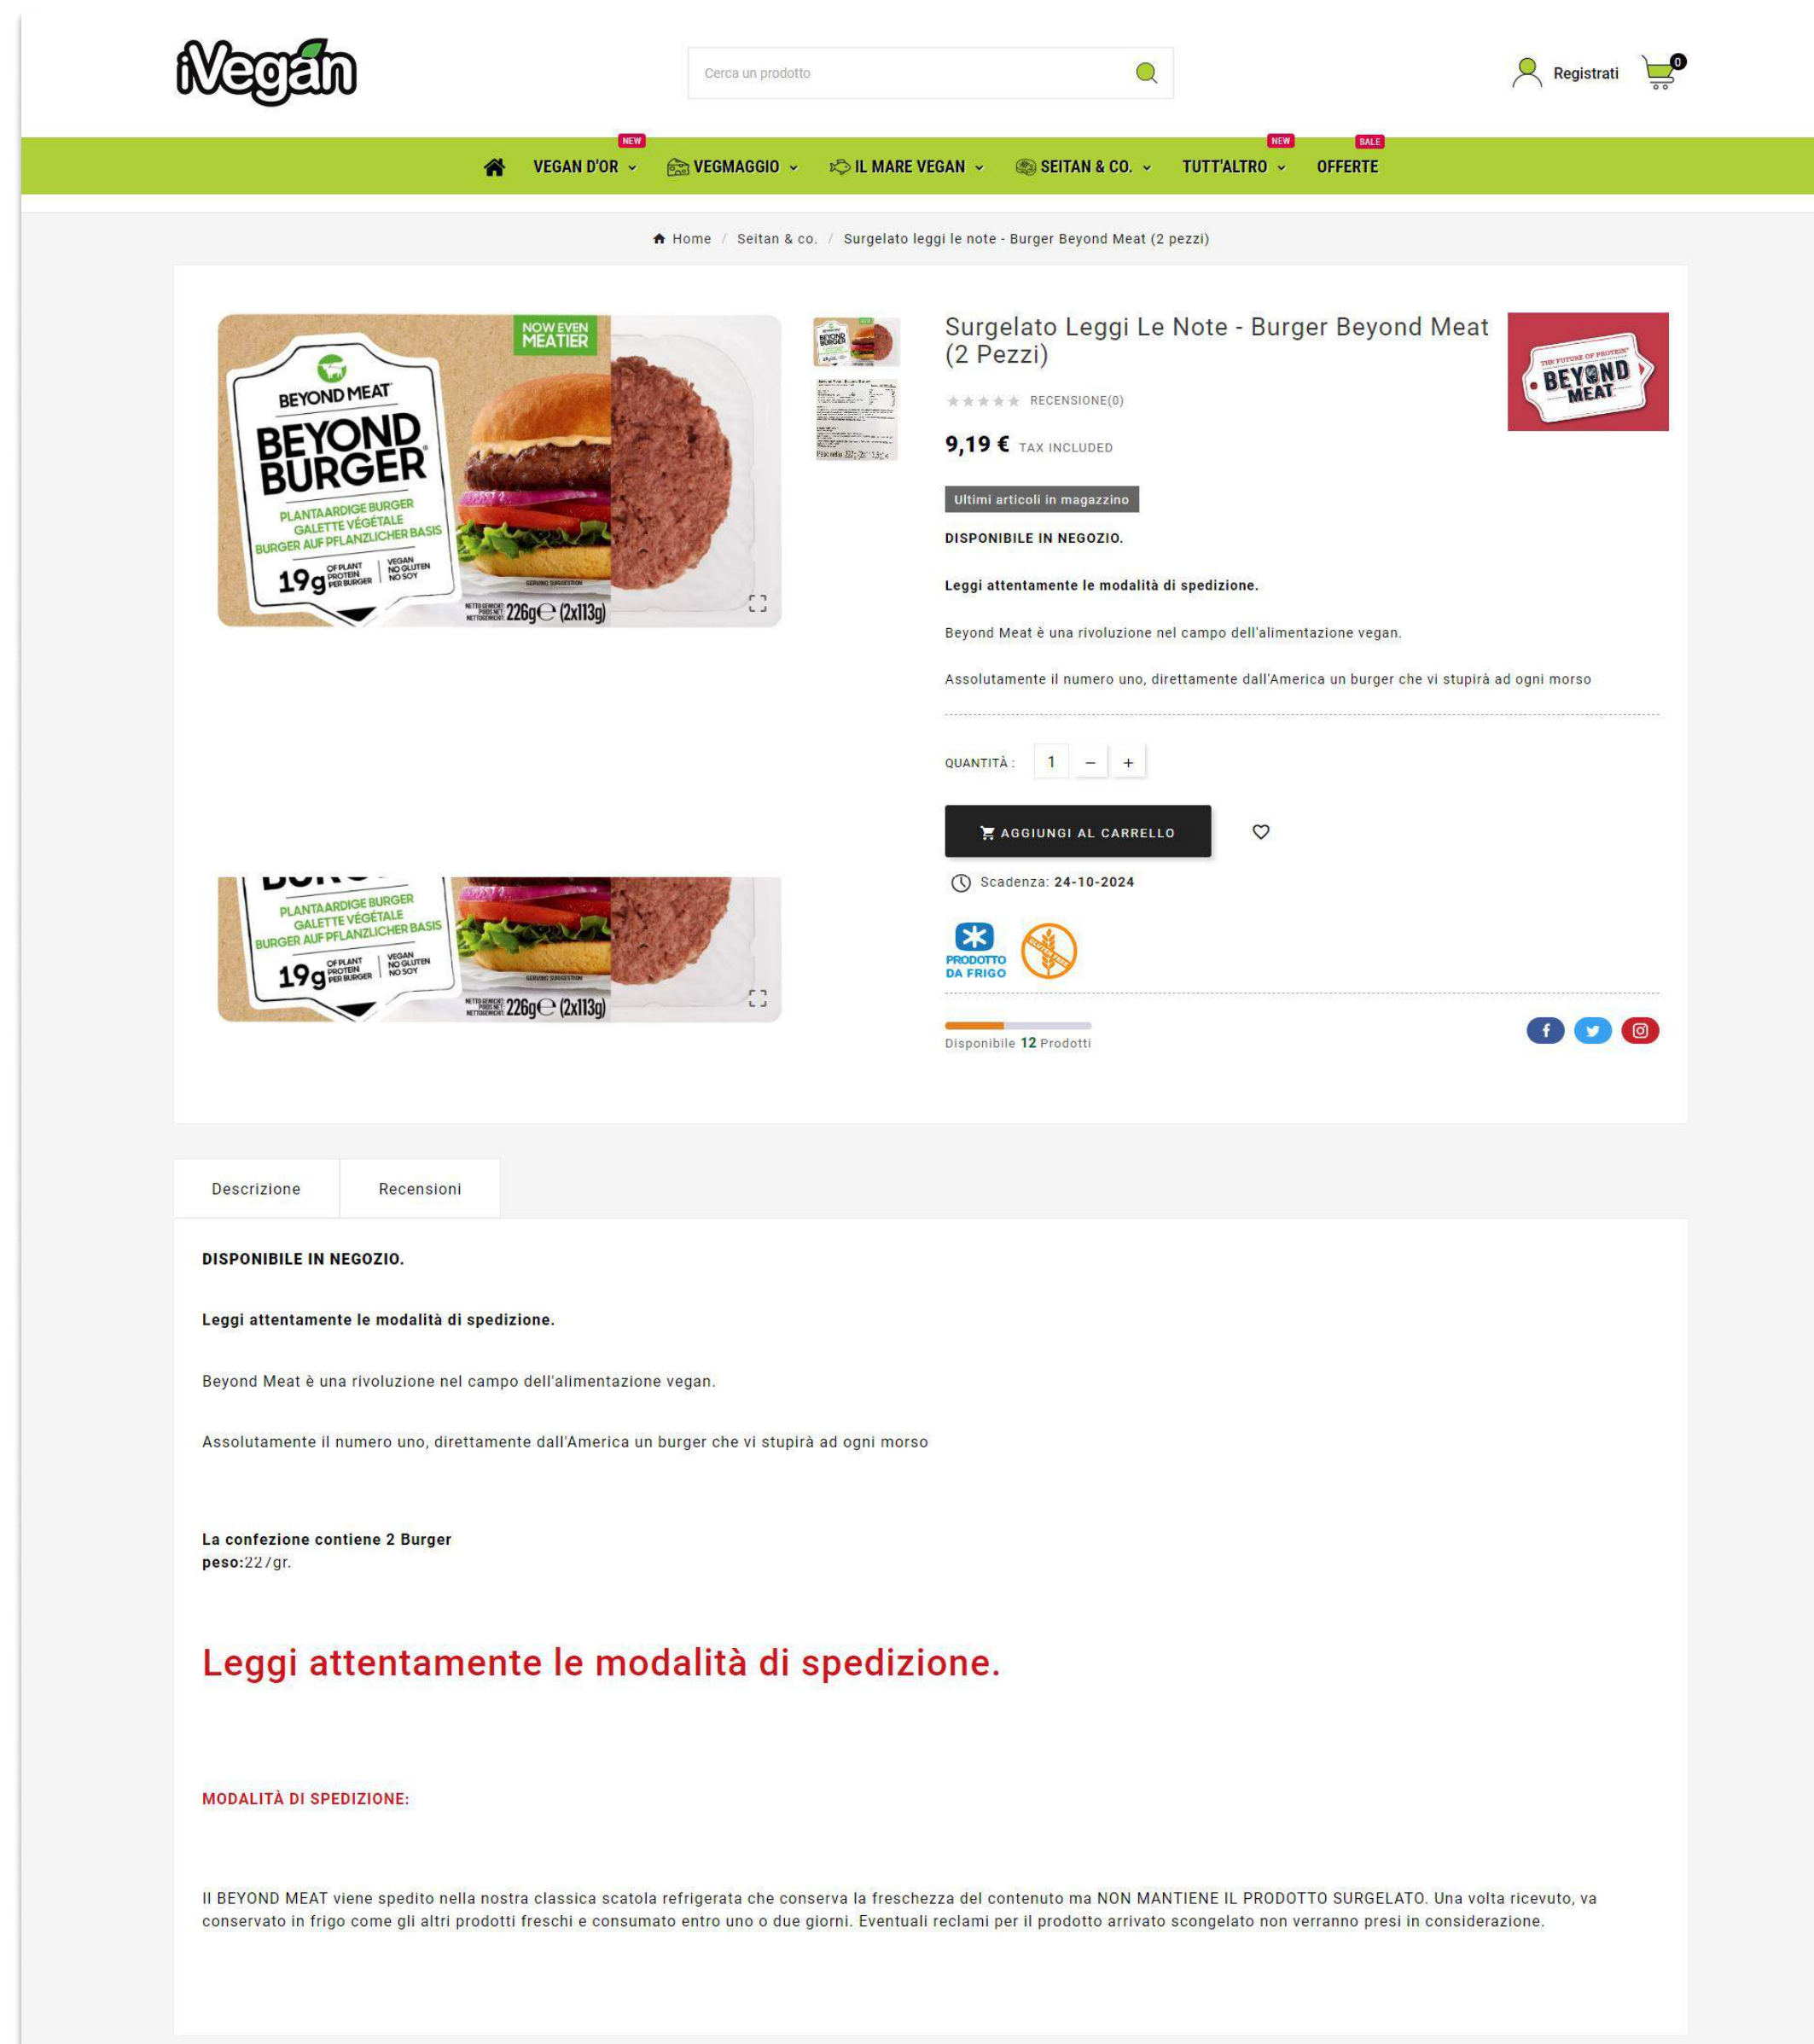 iVegan
Cerca un prodotto
Registrati
0
NEW
NEW
SALE
VEGAN D'OR
VEGMAGGIO
IL MARE VEGAN
SEITAN & CO.
TUTT'ALTRO
OFFERTE
Home / Seitan & co. / Surgelato leggi le note - Burger Beyond Meat (2 pezzi)
NOW EVEN
MEATIER
BEYOND MEAT
BEYOND
BURGER
PLANTAARDIGE BURGER
GALETTE VÉGÉTALE
BURGER AUF PFLANZLICHER BASIS
19g OF PLANT PROTEIN PER BURGER
VEGAN
NO GLUTEN
NO SOY
SERVING SUGGESTION
226g℮ (2x113g)
Surgelato Leggi Le Note - Burger Beyond Meat
(2 Pezzi)
THE FUTURE OF PROTEIN
BEYOND
MEAT
RECENSIONE(0)
9,19 € TAX INCLUDED
Ultimi articoli in magazzino
DISPONIBILE IN NEGOZIO.
Leggi attentamente le modalità di spedizione.
Beyond Meat è una rivoluzione nel campo dell'alimentazione vegan.
Assolutamente il numero uno, direttamente dall'America un burger che vi stupirà ad ogni morso
QUANTITÀ : 1 – +
AGGIUNGI AL CARRELLO
Scadenza: 24-10-2024
PRODOTTO
DA FRIGO
Disponibile 12 Prodotti
PLANTAARDIGE BURGER
GALETTE VÉGÉTALE
BURGER AUF PFLANZLICHER BASIS
19g OF PLANT PROTEIN PER BURGER
VEGAN
NO GLUTEN
NO SOY
SERVING SUGGESTION
226g℮ (2x113g)
Descrizione
Recensioni
DISPONIBILE IN NEGOZIO.
Leggi attentamente le modalità di spedizione.
Beyond Meat è una rivoluzione nel campo dell'alimentazione vegan.
Assolutamente il numero uno, direttamente dall'America un burger che vi stupirà ad ogni morso
La confezione contiene 2 Burger
peso:227gr.
Leggi attentamente le modalità di spedizione.
MODALITÀ DI SPEDIZIONE:
Il BEYOND MEAT viene spedito nella nostra classica scatola refrigerata che conserva la freschezza del contenuto ma NON MANTIENE IL PRODOTTO SURGELATO. Una volta ricevuto, va
conservato in frigo come gli altri prodotti freschi e consumato entro uno o due giorni. Eventuali reclami per il prodotto arrivato scongelato non verranno presi in considerazione.